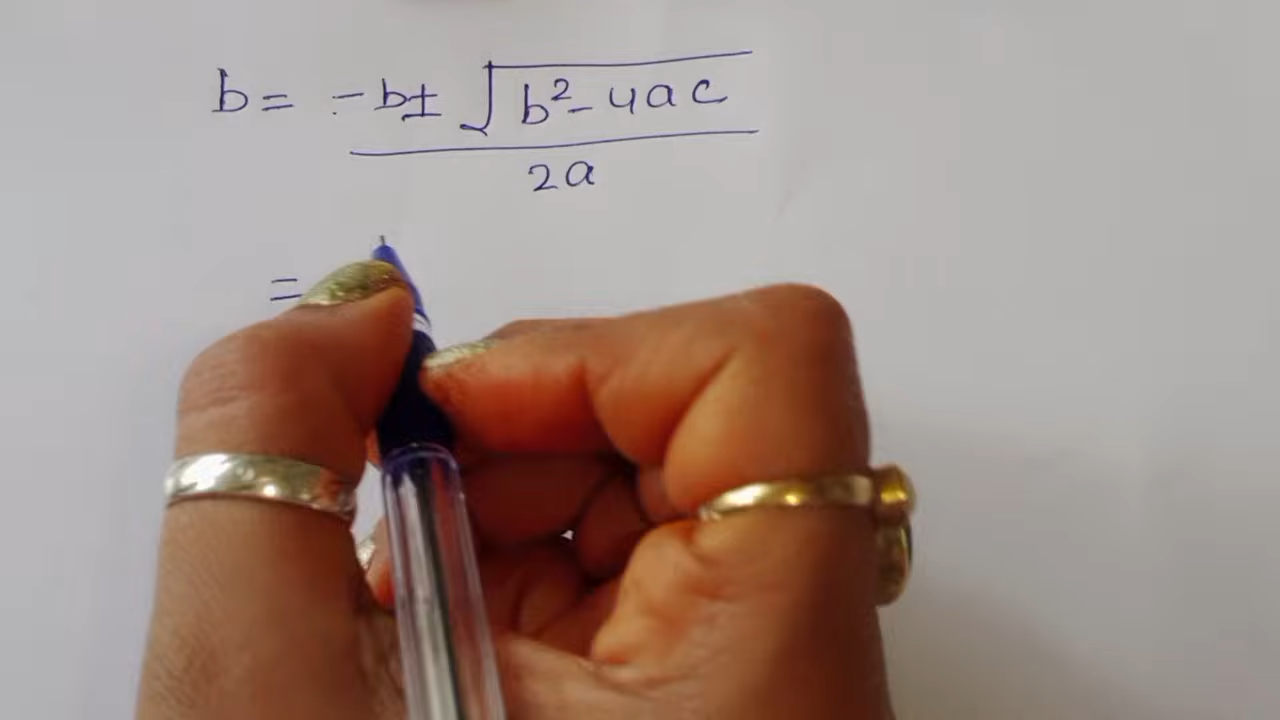 b = -b ± √b² - 4ac
2a
=